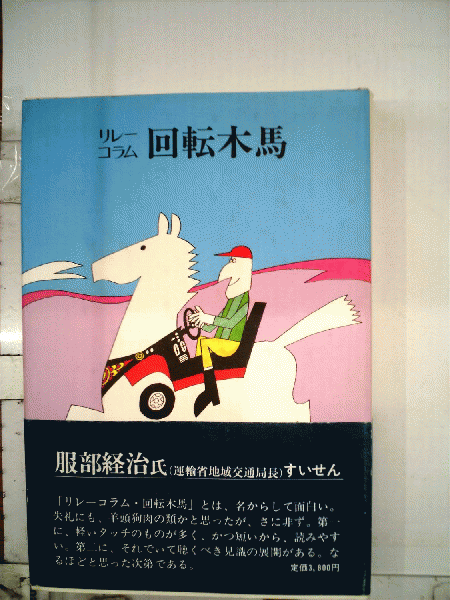 リレー
コラム 回転木馬
服部経治氏(運輸省地域交通局長)すいせん
「リレーコラム・回転木馬」とは、名からして面白い。
失礼にも、羊頭狗肉の類かと思ったが、さに非ず。第一
に、軽いタッチのものが多く、かつ短いから、読みやす
い。第二に、それでいて聴くべき見識の展開がある。な
るほどと思った次第である。
定価3,800円